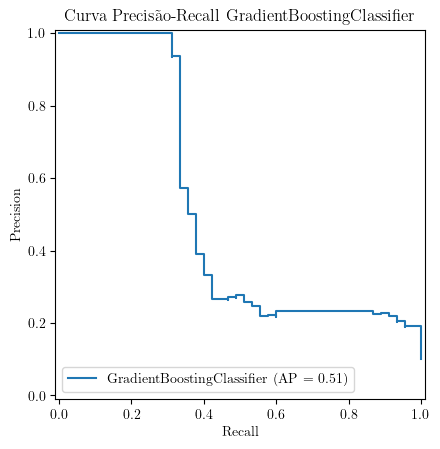 Curva Precisão-Recall GradientBoostingClassifier
1.0
0.8
0.6
0.4
0.2
0.0
Precision
GradientBoostingClassifier (AP = 0.51)
0.0 0.2 0.4 0.6 0.8 1.0
Recall